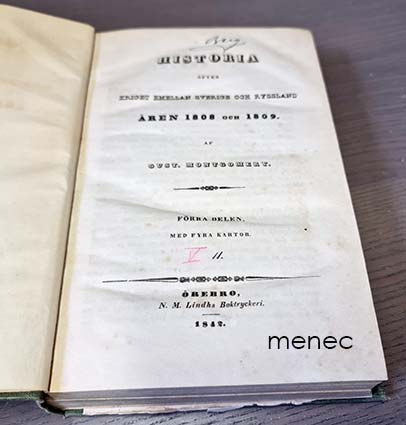 HISTORIA
ÖFVER
KRIGET EMELLAN SVERIGE OCH RYSSLAND
ÅREN 1808 OCH 1809.
AF
GUST. MONTGOMERY.
FÖRRA DELEN,
MED FYRA KARTOR.
V II.
ÖREBRO,
N. M. Lindhs Boktryckeri.
1842.
menec